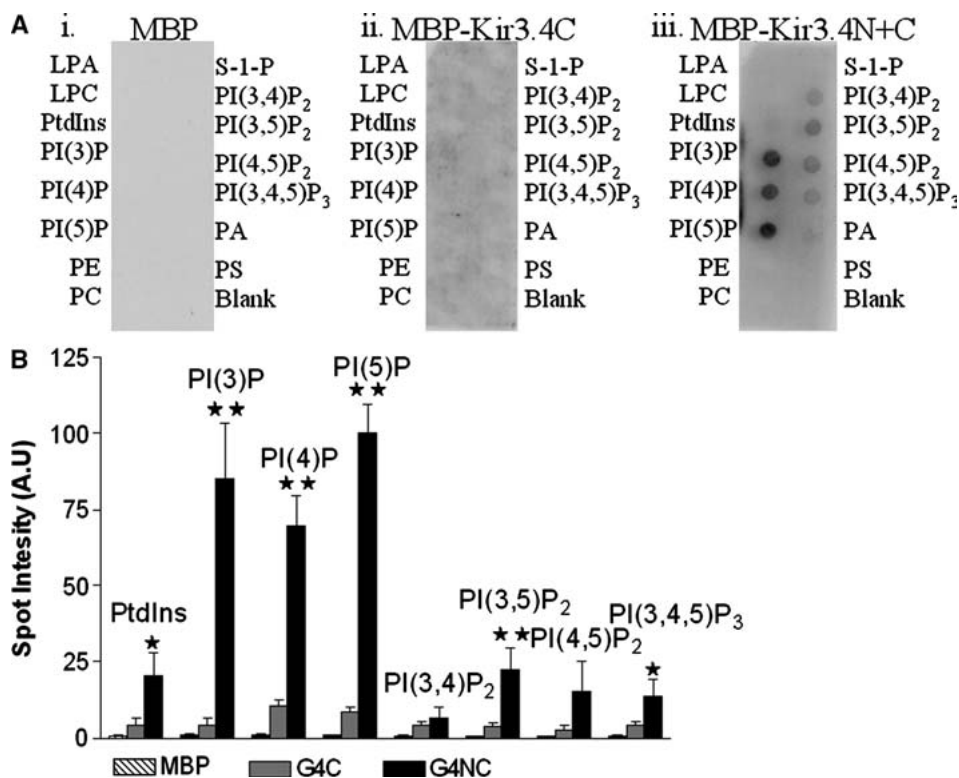 A i. MBP ii. MBP-Kir3.4C iii. MBP-Kir3.4N+C
LPA S-1-P LPA S-1-P LPA S-1-P
LPC PI(3,4)P2 LPC PI(3,4)P2 LPC PI(3,4)P2
PtdIns PI(3,5)P2 PtdIns PI(3,5)P2 PtdIns PI(3,5)P2
PI(3)P PI(4,5)P2 PI(3)P PI(4,5)P2 PI(3)P PI(4,5)P2
PI(4)P PI(3,4,5)P3 PI(4)P PI(3,4,5)P3 PI(4)P PI(3,4,5)P3
PI(5)P PA PI(5)P PA PI(5)P PA
PE PS PE PS PE PS
PC Blank PC Blank PC Blank
B
Spot Intesity (A.U)
125
100
75
50
25
0
PtdIns
★
PI(3)P
★★
PI(4)P
★★
PI(5)P
★★
PI(3,4)P2
PI(3,5)P2
★★
PI(4,5)P2
PI(3,4,5)P3
★
MBP G4C G4NC